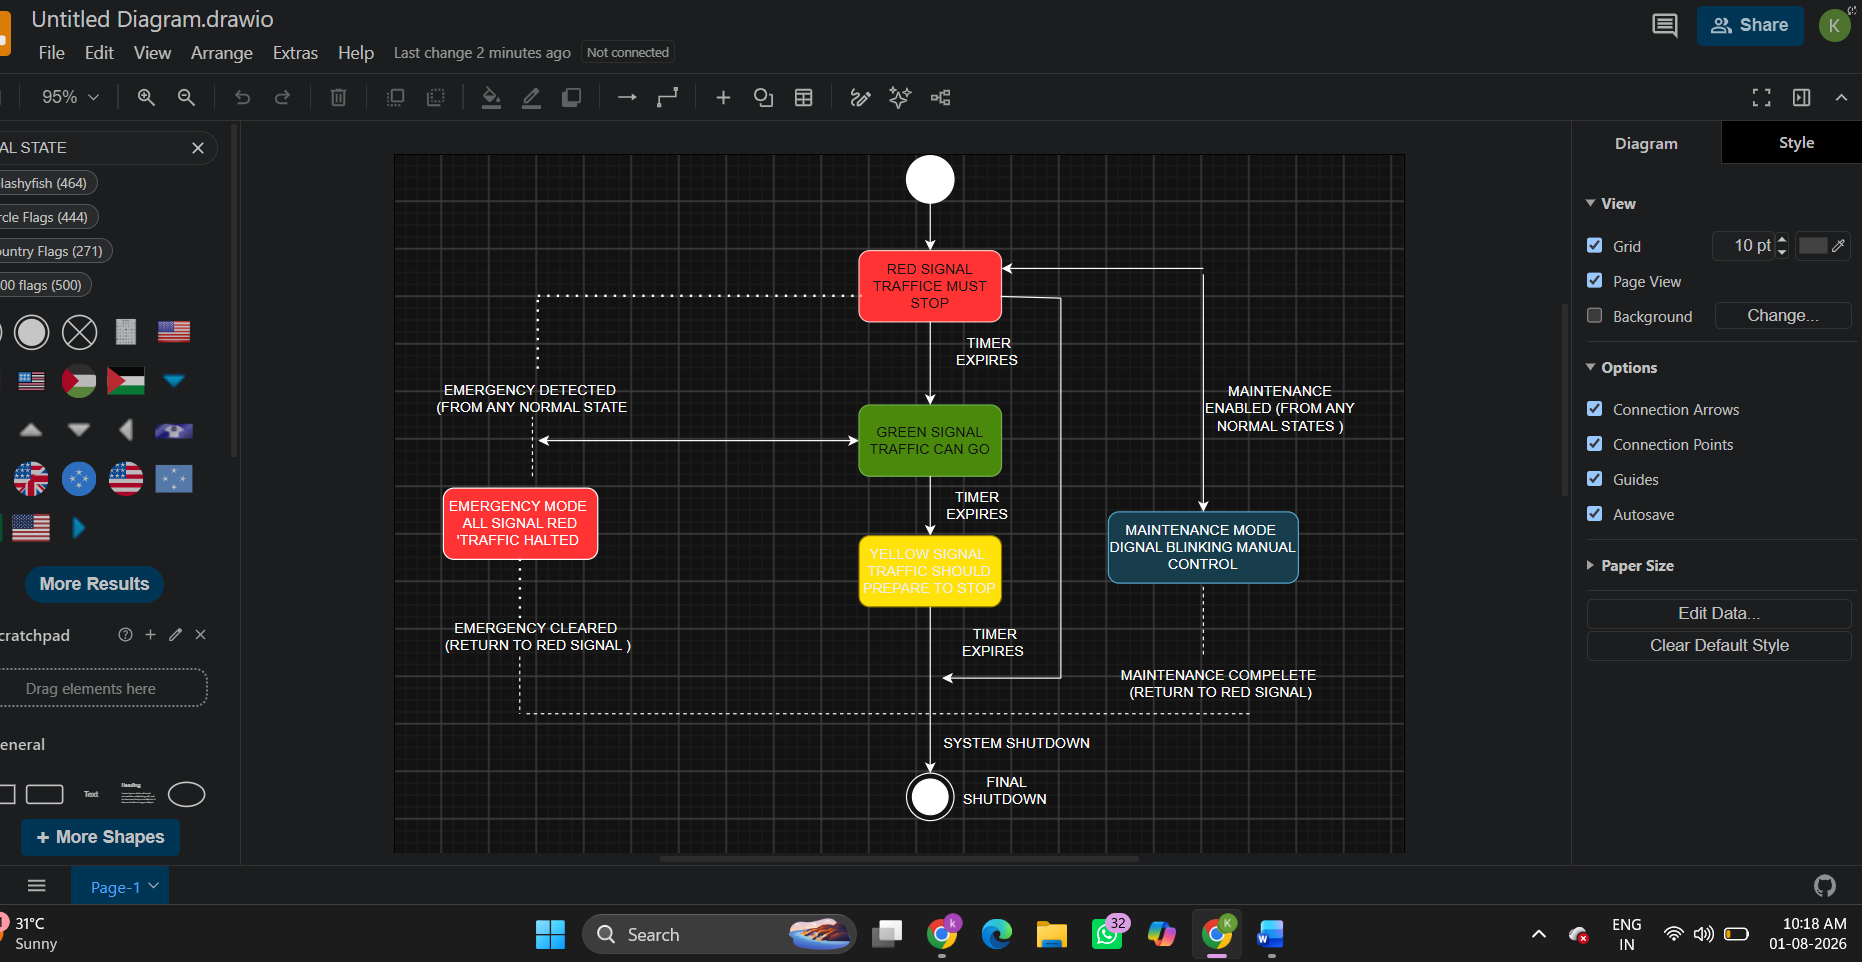 Untitled Diagram.drawio
File Edit View Arrange Extras Help Last change 2 minutes ago Not connected
Share
K
95%
AL STATE
lashyfish (464)
rcle Flags (444)
ountry Flags (271)
00 flags (500)
More Results
cratchpad
Drag elements here
eneral
Text
Heading
+ More Shapes
RED SIGNAL
TRAFFICE MUST
STOP
TIMER
EXPIRES
EMERGENCY DETECTED
(FROM ANY NORMAL STATE
MAINTENANCE
ENABLED (FROM ANY
NORMAL STATES )
GREEN SIGNAL
TRAFFIC CAN GO
TIMER
EXPIRES
EMERGENCY MODE
ALL SIGNAL RED
'TRAFFIC HALTED
YELLOW SIGNAL
TRAFFIC SHOULD
PREPARE TO STOP
MAINTENANCE MODE
DIGNAL BLINKING MANUAL
CONTROL
EMERGENCY CLEARED
(RETURN TO RED SIGNAL )
TIMER
EXPIRES
MAINTENANCE COMPELETE
(RETURN TO RED SIGNAL)
SYSTEM SHUTDOWN
FINAL
SHUTDOWN
Diagram Style
View
Grid 10 pt
Page View
Background Change...
Options
Connection Arrows
Connection Points
Guides
Autosave
Paper Size
Edit Data...
Clear Default Style
Page-1
31°C
Sunny
Search
k
32
K
W
ENG
IN
10:18 AM
01-08-2026